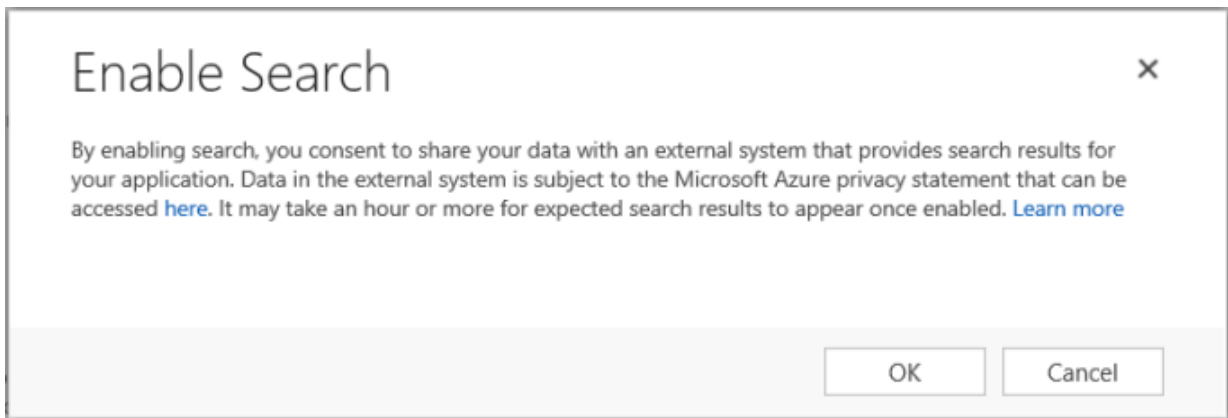 Enable Search
By enabling search, you consent to share your data with an external system that provides search results for
your application. Data in the external system is subject to the Microsoft Azure privacy statement that can be
accessed here. It may take an hour or more for expected search results to appear once enabled. Learn more
OK
Cancel